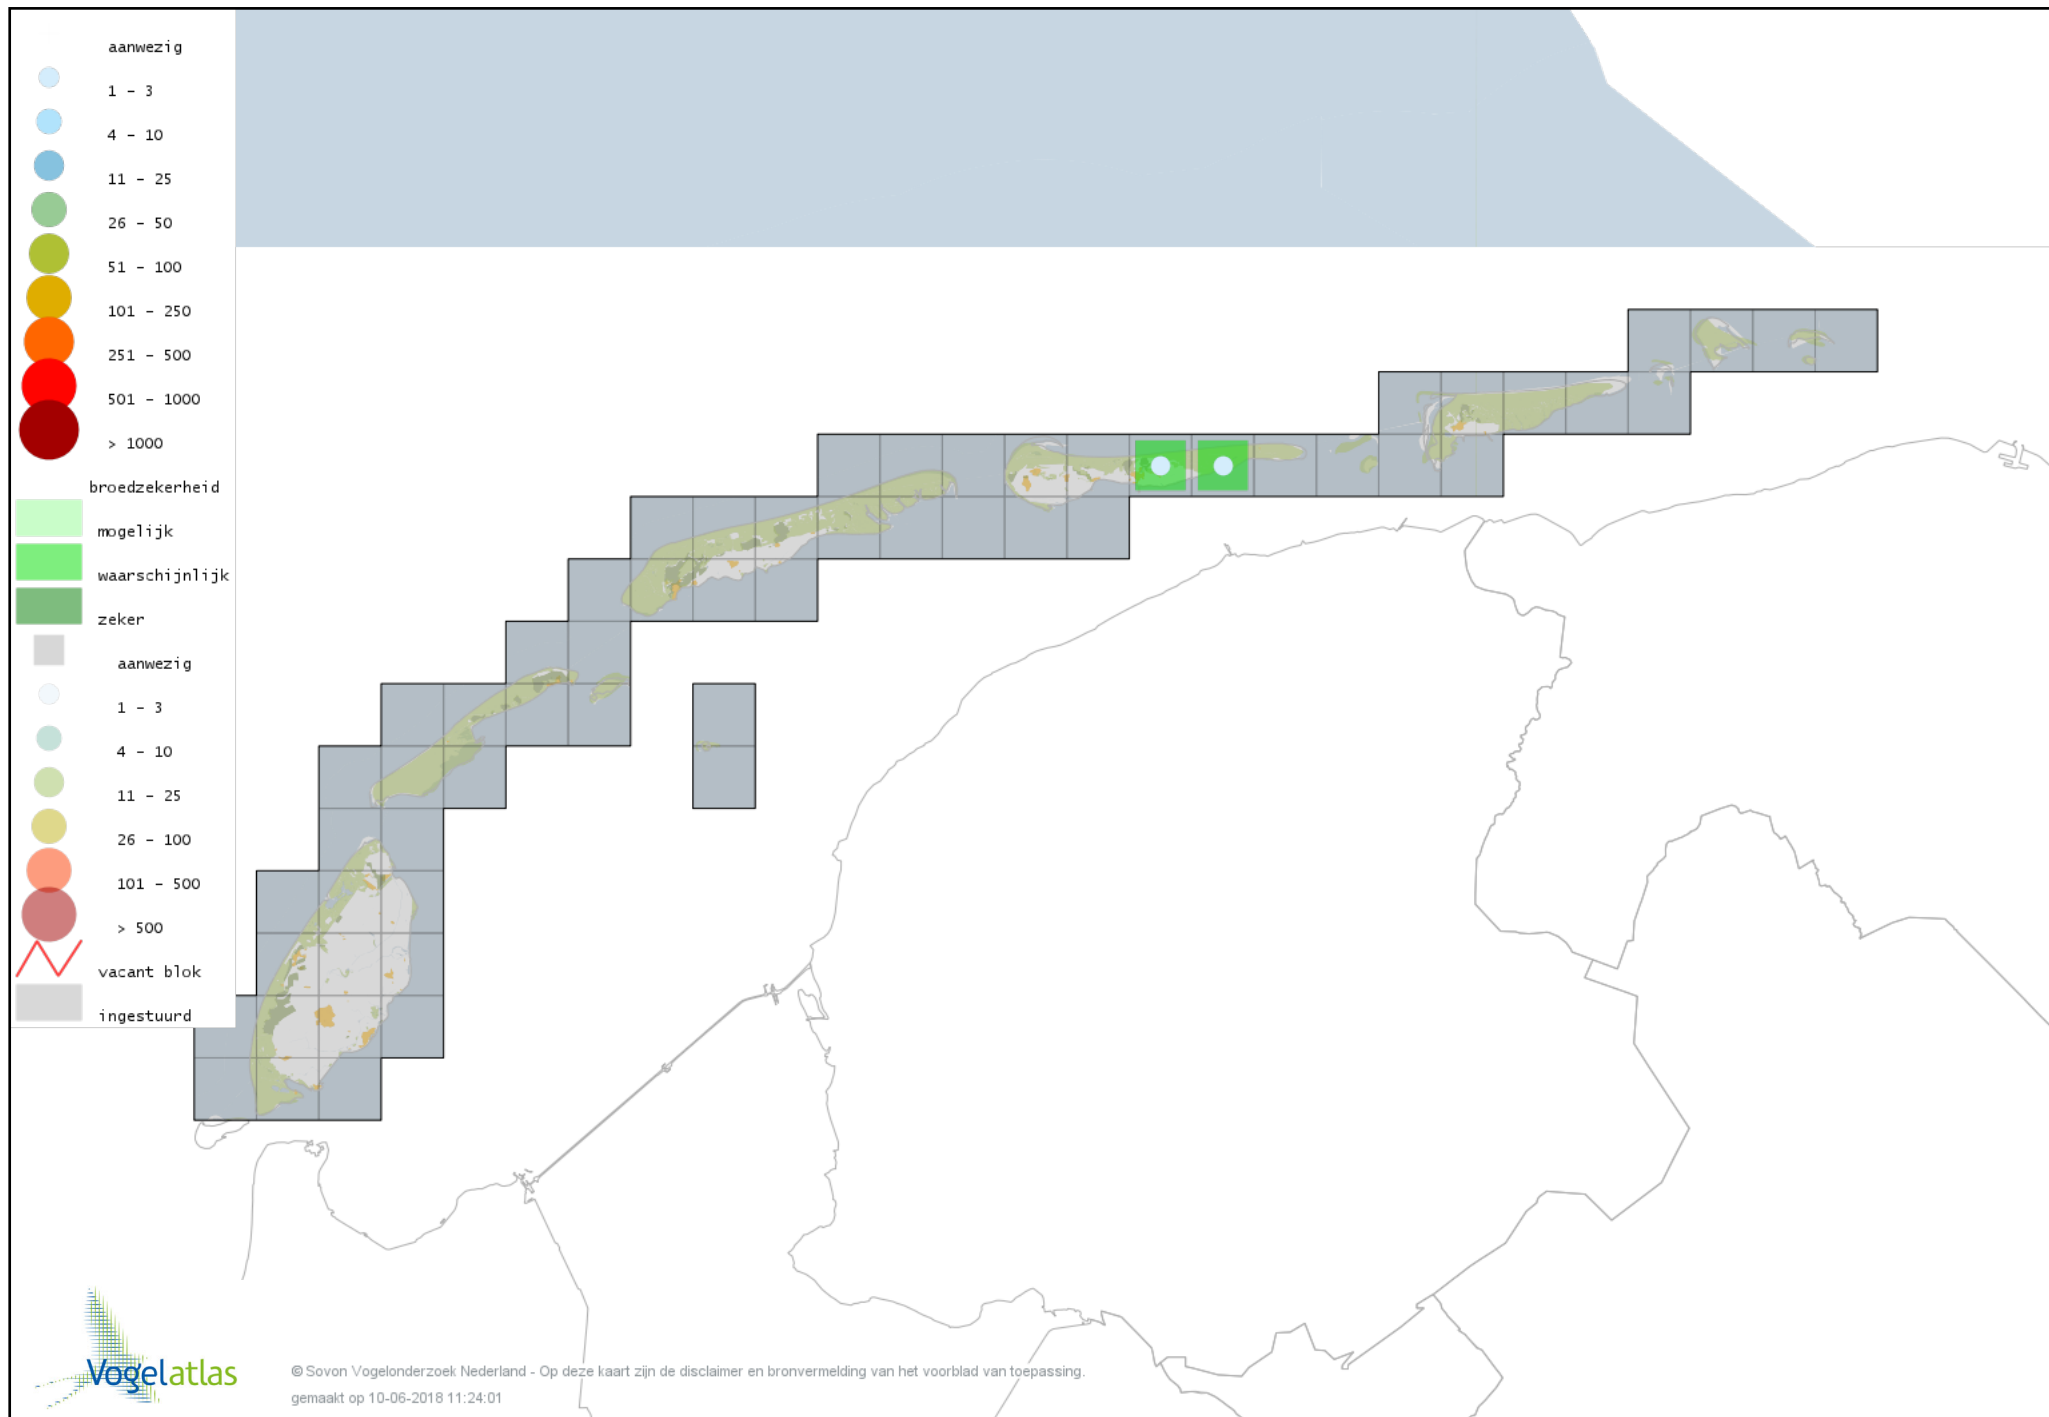 aanwezig
1 - 3
4 - 10
11 - 25
26 - 50
51 - 100
101 - 250
251 - 500
501 - 1000
> 1000
broedzekerheid
mogelijk
waarschijnlijk
zeker
aanwezig
1 - 3
4 - 10
11 - 25
26 - 100
101 - 500
> 500
vacant blok
ingestuurd
Vogelatlas
© Sovon Vogelonderzoek Nederland - Op deze kaart zijn de disclaimer en bronvermelding van het voorblad van toepassing.
gemaakt op 10-06-2018 11:24:01